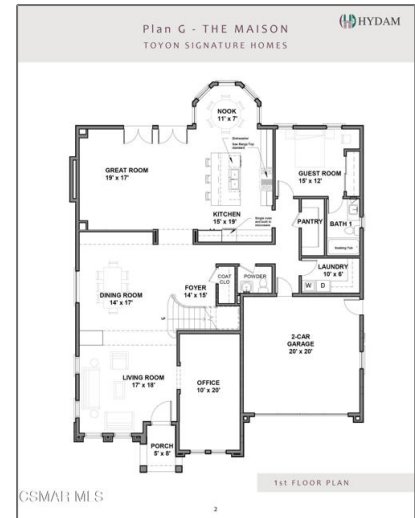 Plan G - THE MAISON
TOYON SIGNATURE HOMES
HYDAM
NOOK
11' x 7'
GREAT ROOM
19' x 17'
GUEST ROOM
15' x 12'
KITCHEN
15' x 19'
PANTRY
BATH 1
LAUNDRY
10' x 6'
W D
COAT
CLO
POWDER
FOYER
14' x 15'
DINING ROOM
14' x 17'
UP
2-CAR
GARAGE
20' x 20'
LIVING ROOM
17' x 18'
OFFICE
10' x 20'
PORCH
5' x 8'
1st FLOOR PLAN
CSMAR MLS
2